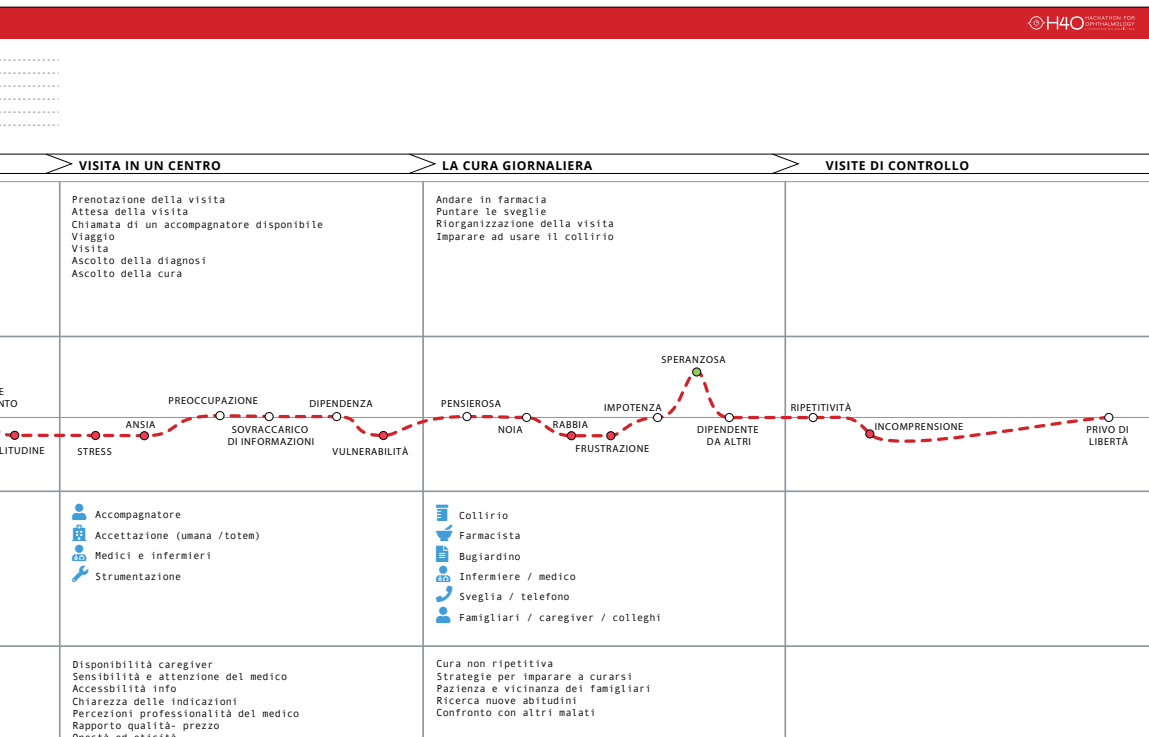 H4O
HACKATHON FOR
OPHTHALMOLOGY
VISITA IN UN CENTRO
LA CURA GIORNALIERA
VISITE DI CONTROLLO
Prenotazione della visita
Attesa della visita
Chiamata di un accompagnatore disponibile
Viaggio
Visita
Ascolto della diagnosi
Ascolto della cura
Andare in farmacia
Puntare le sveglie
Riorganizzazione della visita
Imparare ad usare il collirio
E
NTO
LITUDINE
STRESS
ANSIA
PREOCCUPAZIONE
SOVRACCARICO
DI INFORMAZIONI
DIPENDENZA
VULNERABILITÀ
PENSIEROSA
NOIA
RABBIA
FRUSTRAZIONE
IMPOTENZA
SPERANZOSA
DIPENDENTE
DA ALTRI
RIPETITIVITÀ
INCOMPRENSIONE
PRIVO DI
LIBERTÀ
Accompagnatore
Accettazione (umana /totem)
Medici e infermieri
Strumentazione
Collirio
Farmacista
Bugiardino
Infermiere / medico
Sveglia / telefono
Famigliari / caregiver / colleghi
Disponibilità caregiver
Sensibilità e attenzione del medico
Accessbilità info
Chiarezza delle indicazioni
Percezioni professionalità del medico
Rapporto qualità- prezzo
Cura non ripetitiva
Strategie per imparare a curarsi
Pazienza e vicinanza dei famigliari
Ricerca nuove abitudini
Confronto con altri malati